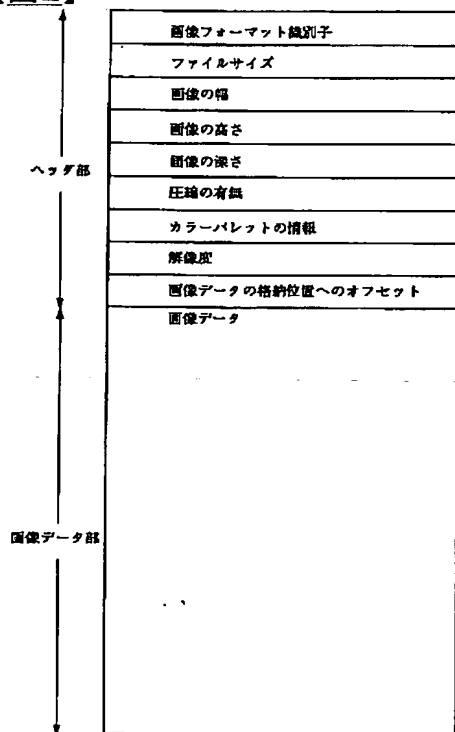 画像フォーマット識別子
ファイルサイズ
画像の幅
画像の高さ
画像の深さ
圧縮の有無
カラーパレットの情報
解像度
画像データの格納位置へのオフセット
画像データ
ヘッダ部
画像データ部